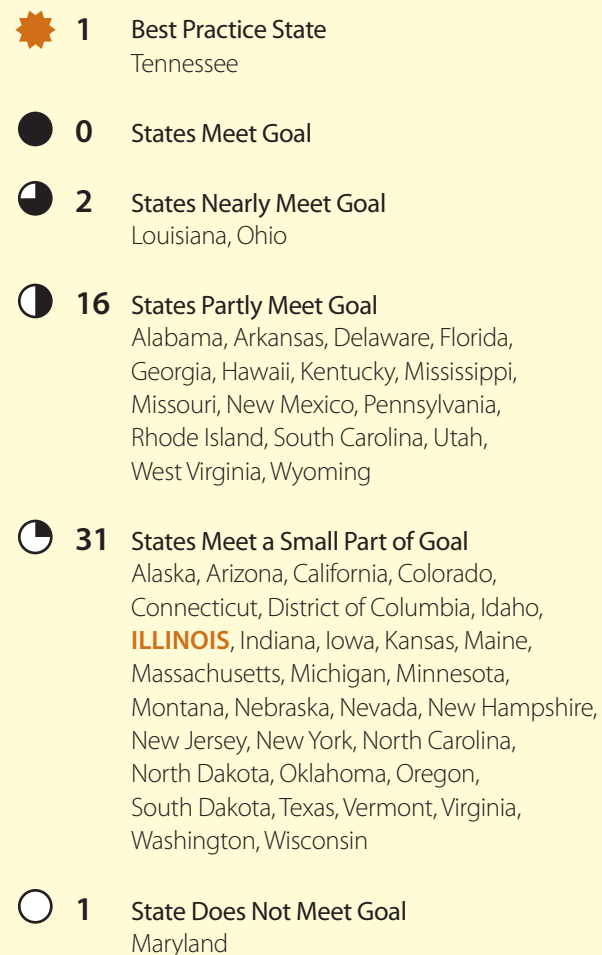 1 Best Practice State
Tennessee
0 States Meet Goal
2 States Nearly Meet Goal
Louisiana, Ohio
16 States Partly Meet Goal
Alabama, Arkansas, Delaware, Florida,
Georgia, Hawaii, Kentucky, Mississippi,
Missouri, New Mexico, Pennsylvania,
Rhode Island, South Carolina, Utah,
West Virginia, Wyoming
31 States Meet a Small Part of Goal
Alaska, Arizona, California, Colorado,
Connecticut, District of Columbia, Idaho,
ILLINOIS, Indiana, Iowa, Kansas, Maine,
Massachusetts, Michigan, Minnesota,
Montana, Nebraska, Nevada, New Hampshire,
New Jersey, New York, North Carolina,
North Dakota, Oklahoma, Oregon,
South Dakota, Texas, Vermont, Virginia,
Washington, Wisconsin
1 State Does Not Meet Goal
Maryland